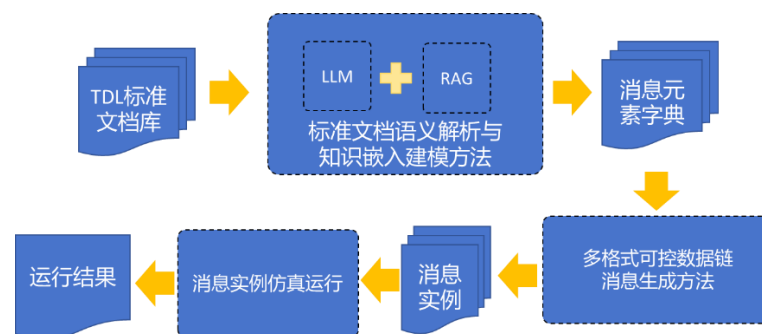 TDL标准
文档库
LLM
RAG
标准文档语义解析与
知识嵌入建模方法
消息元
素字典
多格式可控数据链
消息生成方法
消息
实例
消息实例仿真运行
运行结果